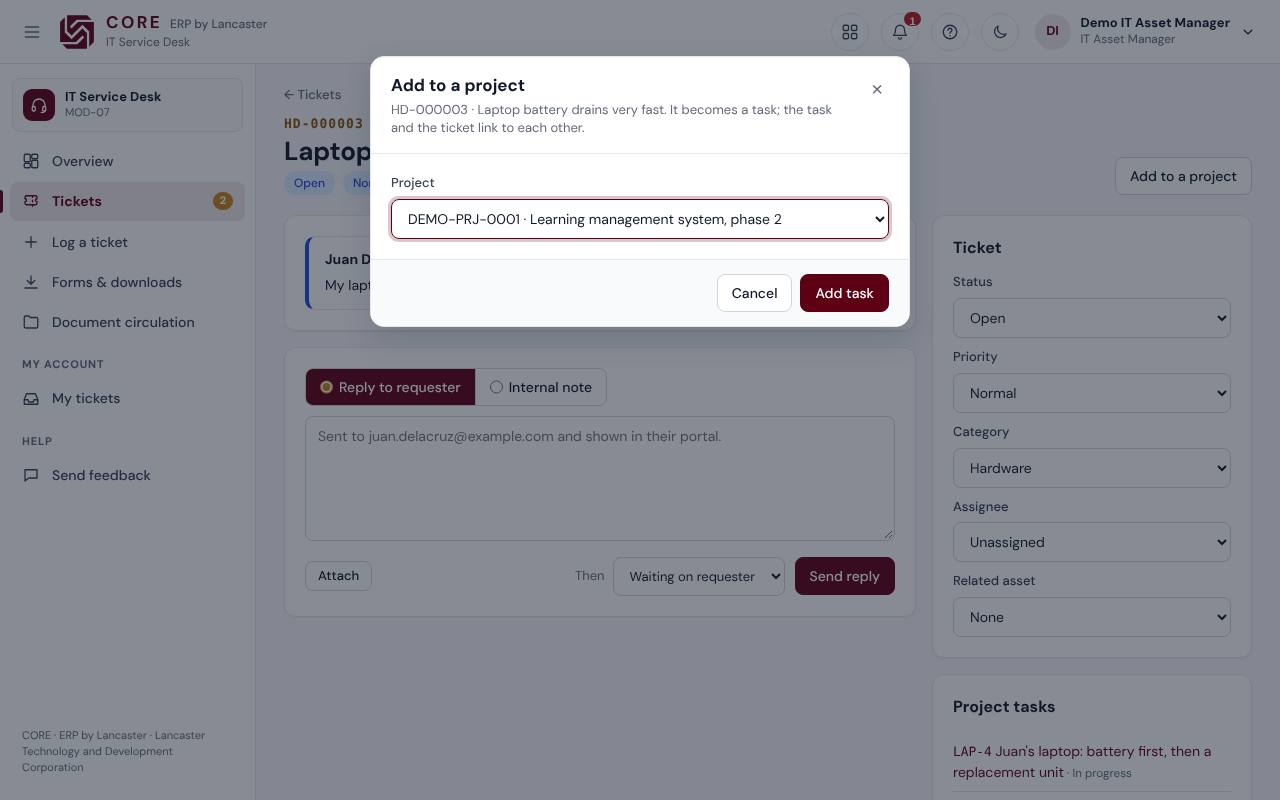 CORE ERP by Lancaster
IT Service Desk
1
DI
Demo IT Asset Manager
IT Asset Manager
IT Service Desk
MOD-07
Overview
Tickets 2
Log a ticket
Forms & downloads
Document circulation
MY ACCOUNT
My tickets
HELP
Send feedback
CORE · ERP by Lancaster · Lancaster
Technology and Development
Corporation
← Tickets
HD-000003
Laptop
Open
Add to a project
Add to a project
HD-000003 · Laptop battery drains very fast. It becomes a task; the task
and the ticket link to each other.
Project
DEMO-PRJ-0001 · Learning management system, phase 2
Cancel
Add task
Juan D
My lapt
Reply to requester
Internal note
Sent to juan.delacruz@example.com and shown in their portal.
Attach
Then
Waiting on requester
Send reply
Ticket
Status
Open
Priority
Normal
Category
Hardware
Assignee
Unassigned
Related asset
None
Project tasks
LAP-4 Juan's laptop: battery first, then a
replacement unit · In progress